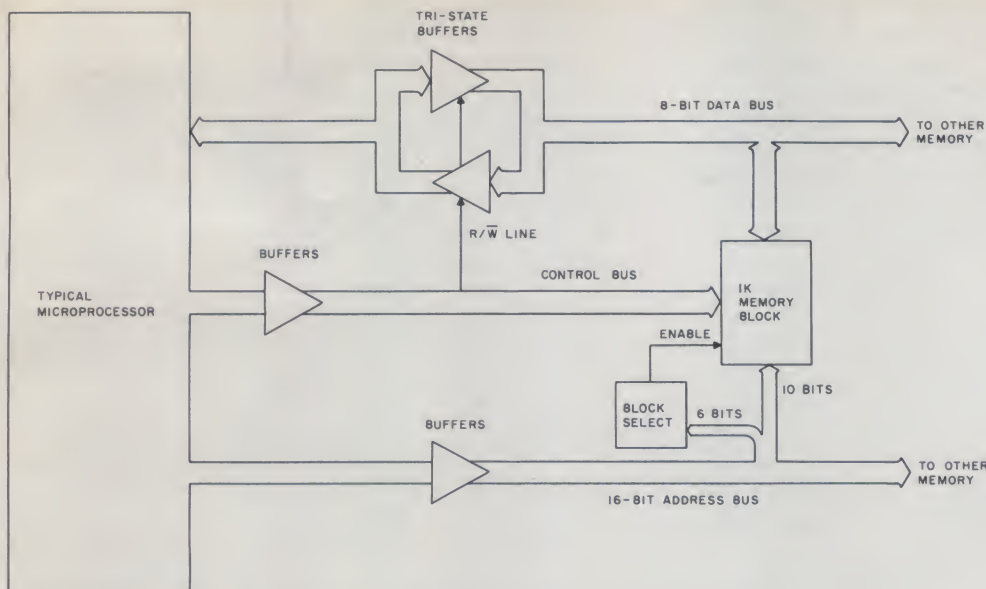 TRI-STATE
BUFFERS
8-BIT DATA BUS
TO OTHER
MEMORY
R/W̅ LINE
BUFFERS
CONTROL BUS
TYPICAL
MICROPROCESSOR
1K
MEMORY
BLOCK
ENABLE
10 BITS
BLOCK
SELECT
6 BITS
BUFFERS
TO OTHER
MEMORY
16-BIT ADDRESS BUS